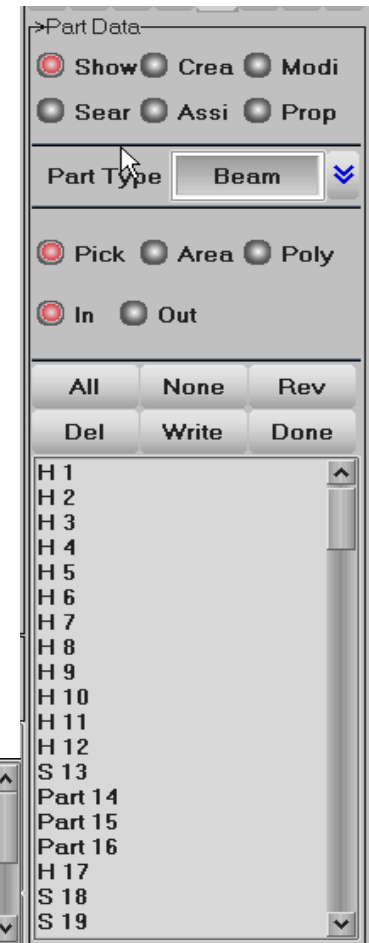 >Part Data
Show Crea Modi
Sear Assi Prop
Part Type Beam
Pick Area Poly
In Out
All None Rev
Del Write Done
H 1
H 2
H 3
H 4
H 5
H 6
H 7
H 8
H 9
H 10
H 11
H 12
S 13
Part 14
Part 15
Part 16
H 17
S 18
S 19